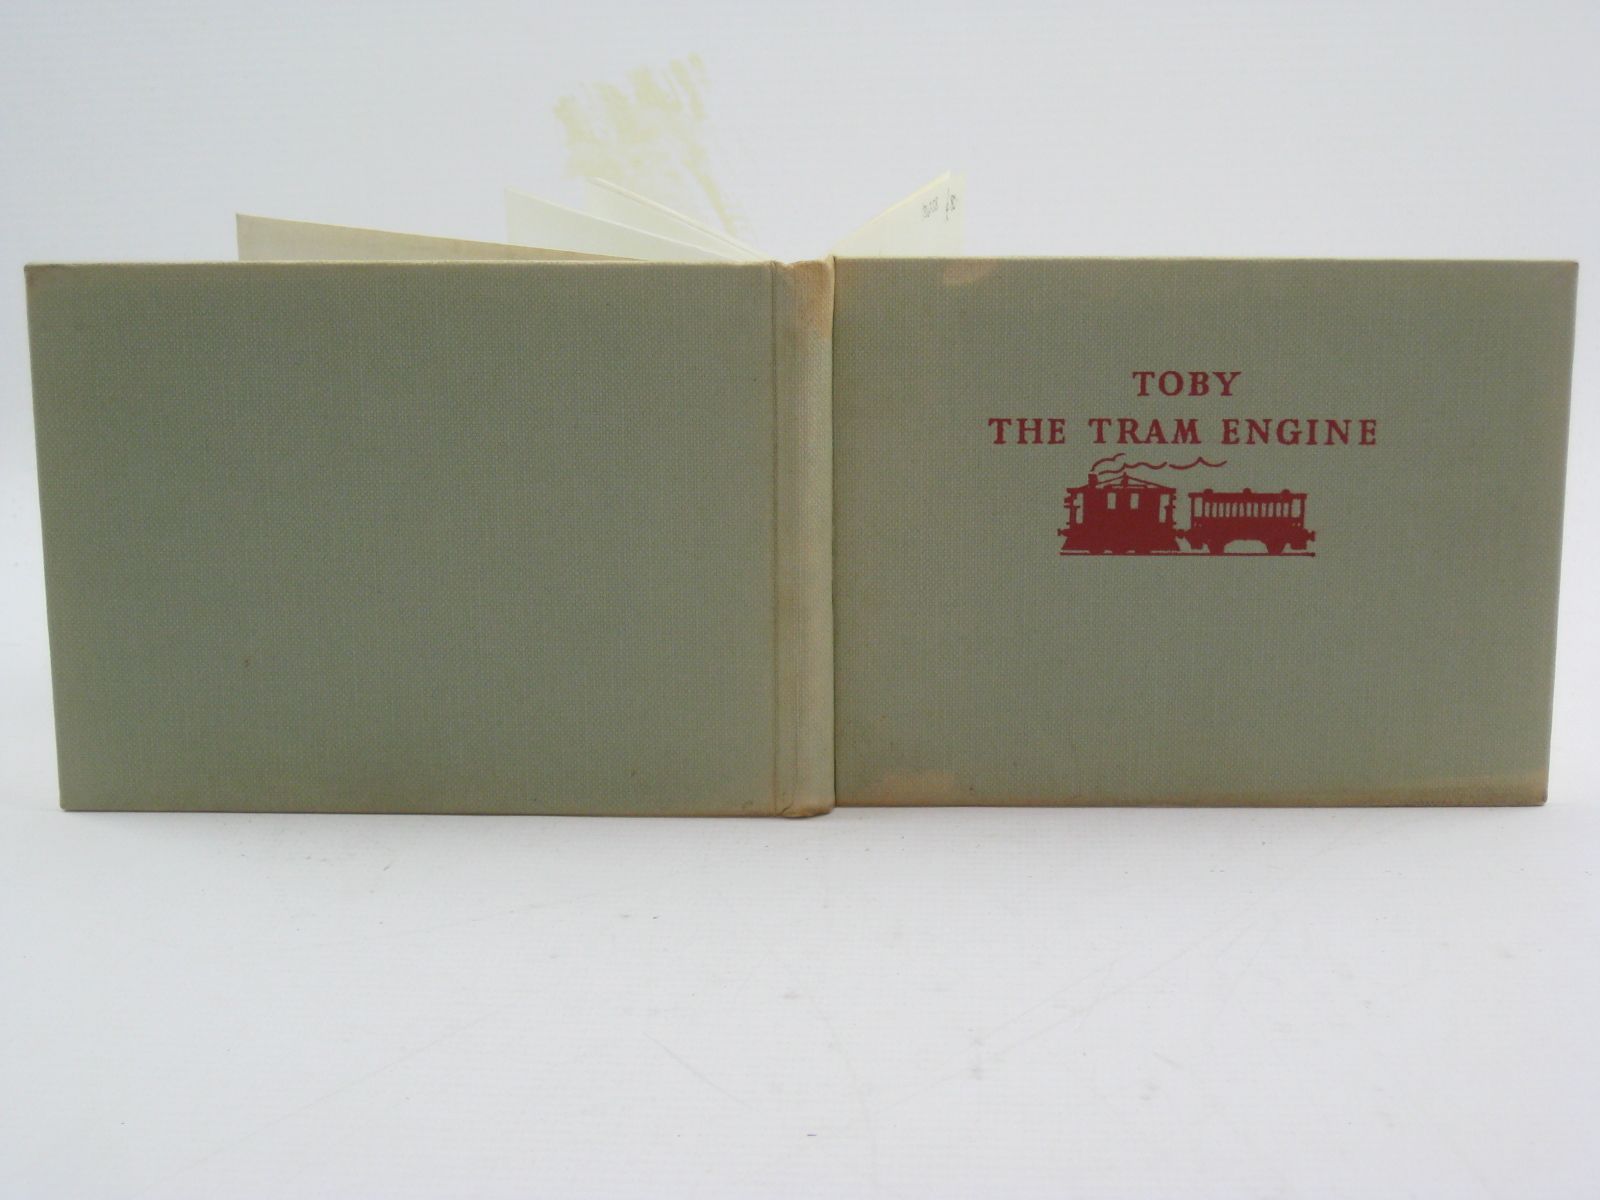 TOBY
THE TRAM ENGINE